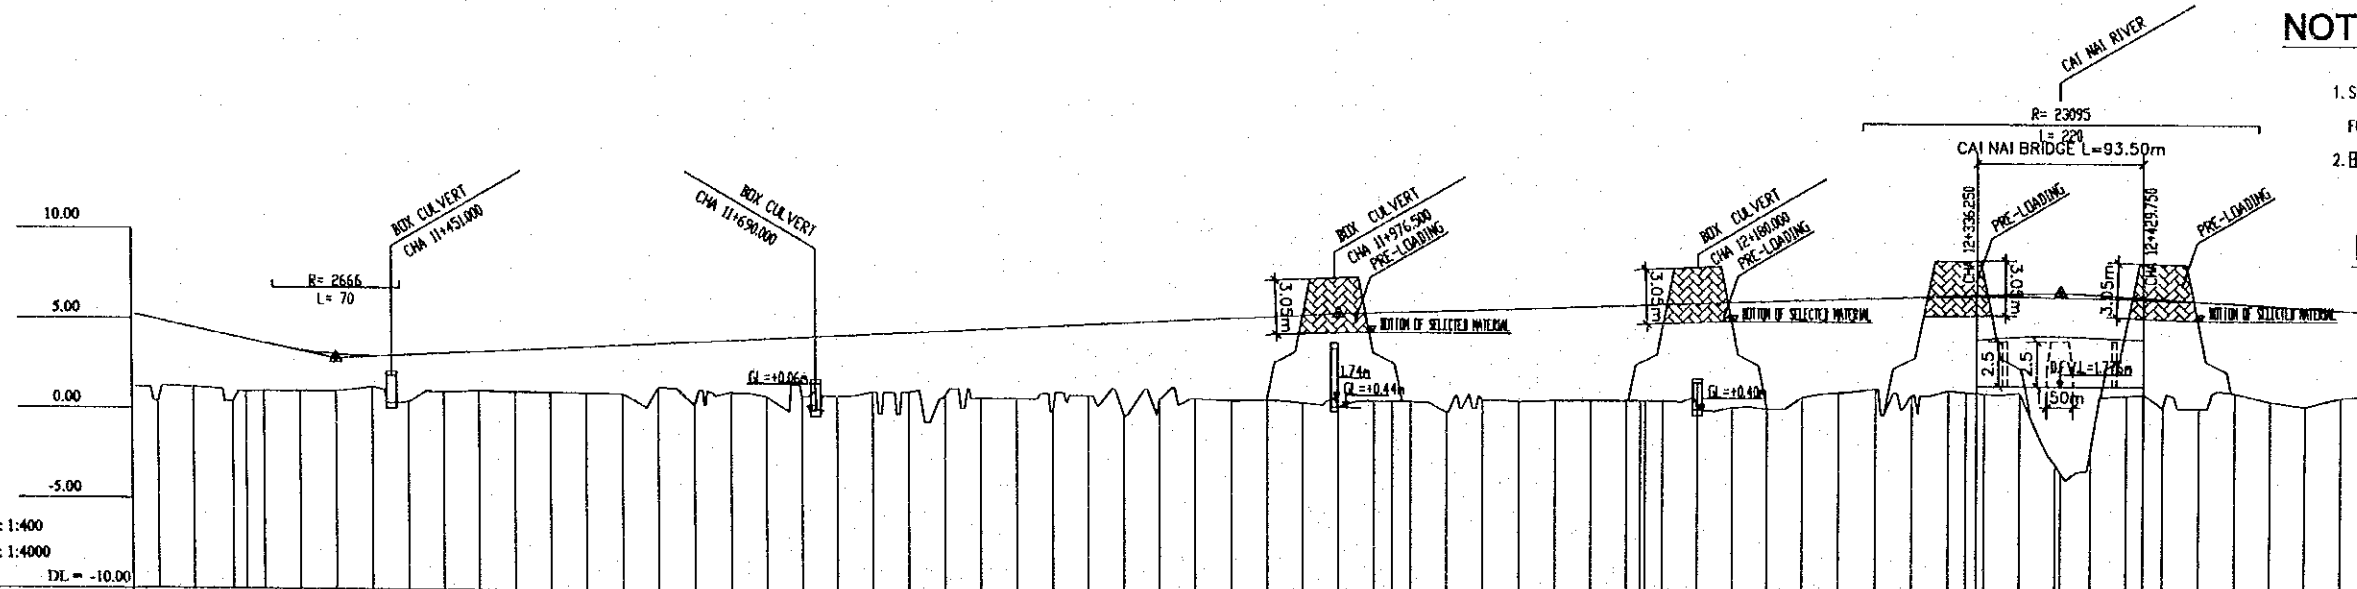 NOT
CAI NAI RIVER
1. S
R= 23095
L= 220
CAI NAI BRIDGE L=93.50m
2.
BOX CULVERT
CHA 11+451.000
BOX CULVERT
CHA 11+690.000
BOX CULVERT
CHA 11+976.500
PRE-LOADING
BOX CULVERT
CHA 12+180.000
PRE-LOADING
CHA 12+336.250
PRE-LOADING
CHA 12+429.750
PRE-LOADING
10.00
R= 2666
L= 70
3.05m
3.05m
3.05m
3.05m
5.00
BOTTOM OF SELECTED MATERIAL
BOTTOM OF SELECTED MATERIAL
BOTTOM OF SELECTED MATERIAL
GL=+0.06m
1.74m
GL=+0.44m
GL=+0.40m
2.5
2.5
1.50m
0.00
-5.00
: 1:400
: 1:4000
DL = -10.00